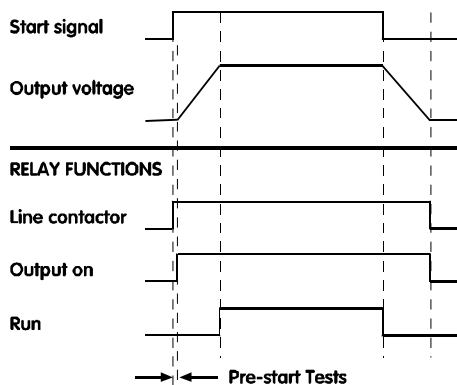 Start signal
Output voltage
RELAY FUNCTIONS
Line contactor
Output on
Run
Pre-start Tests